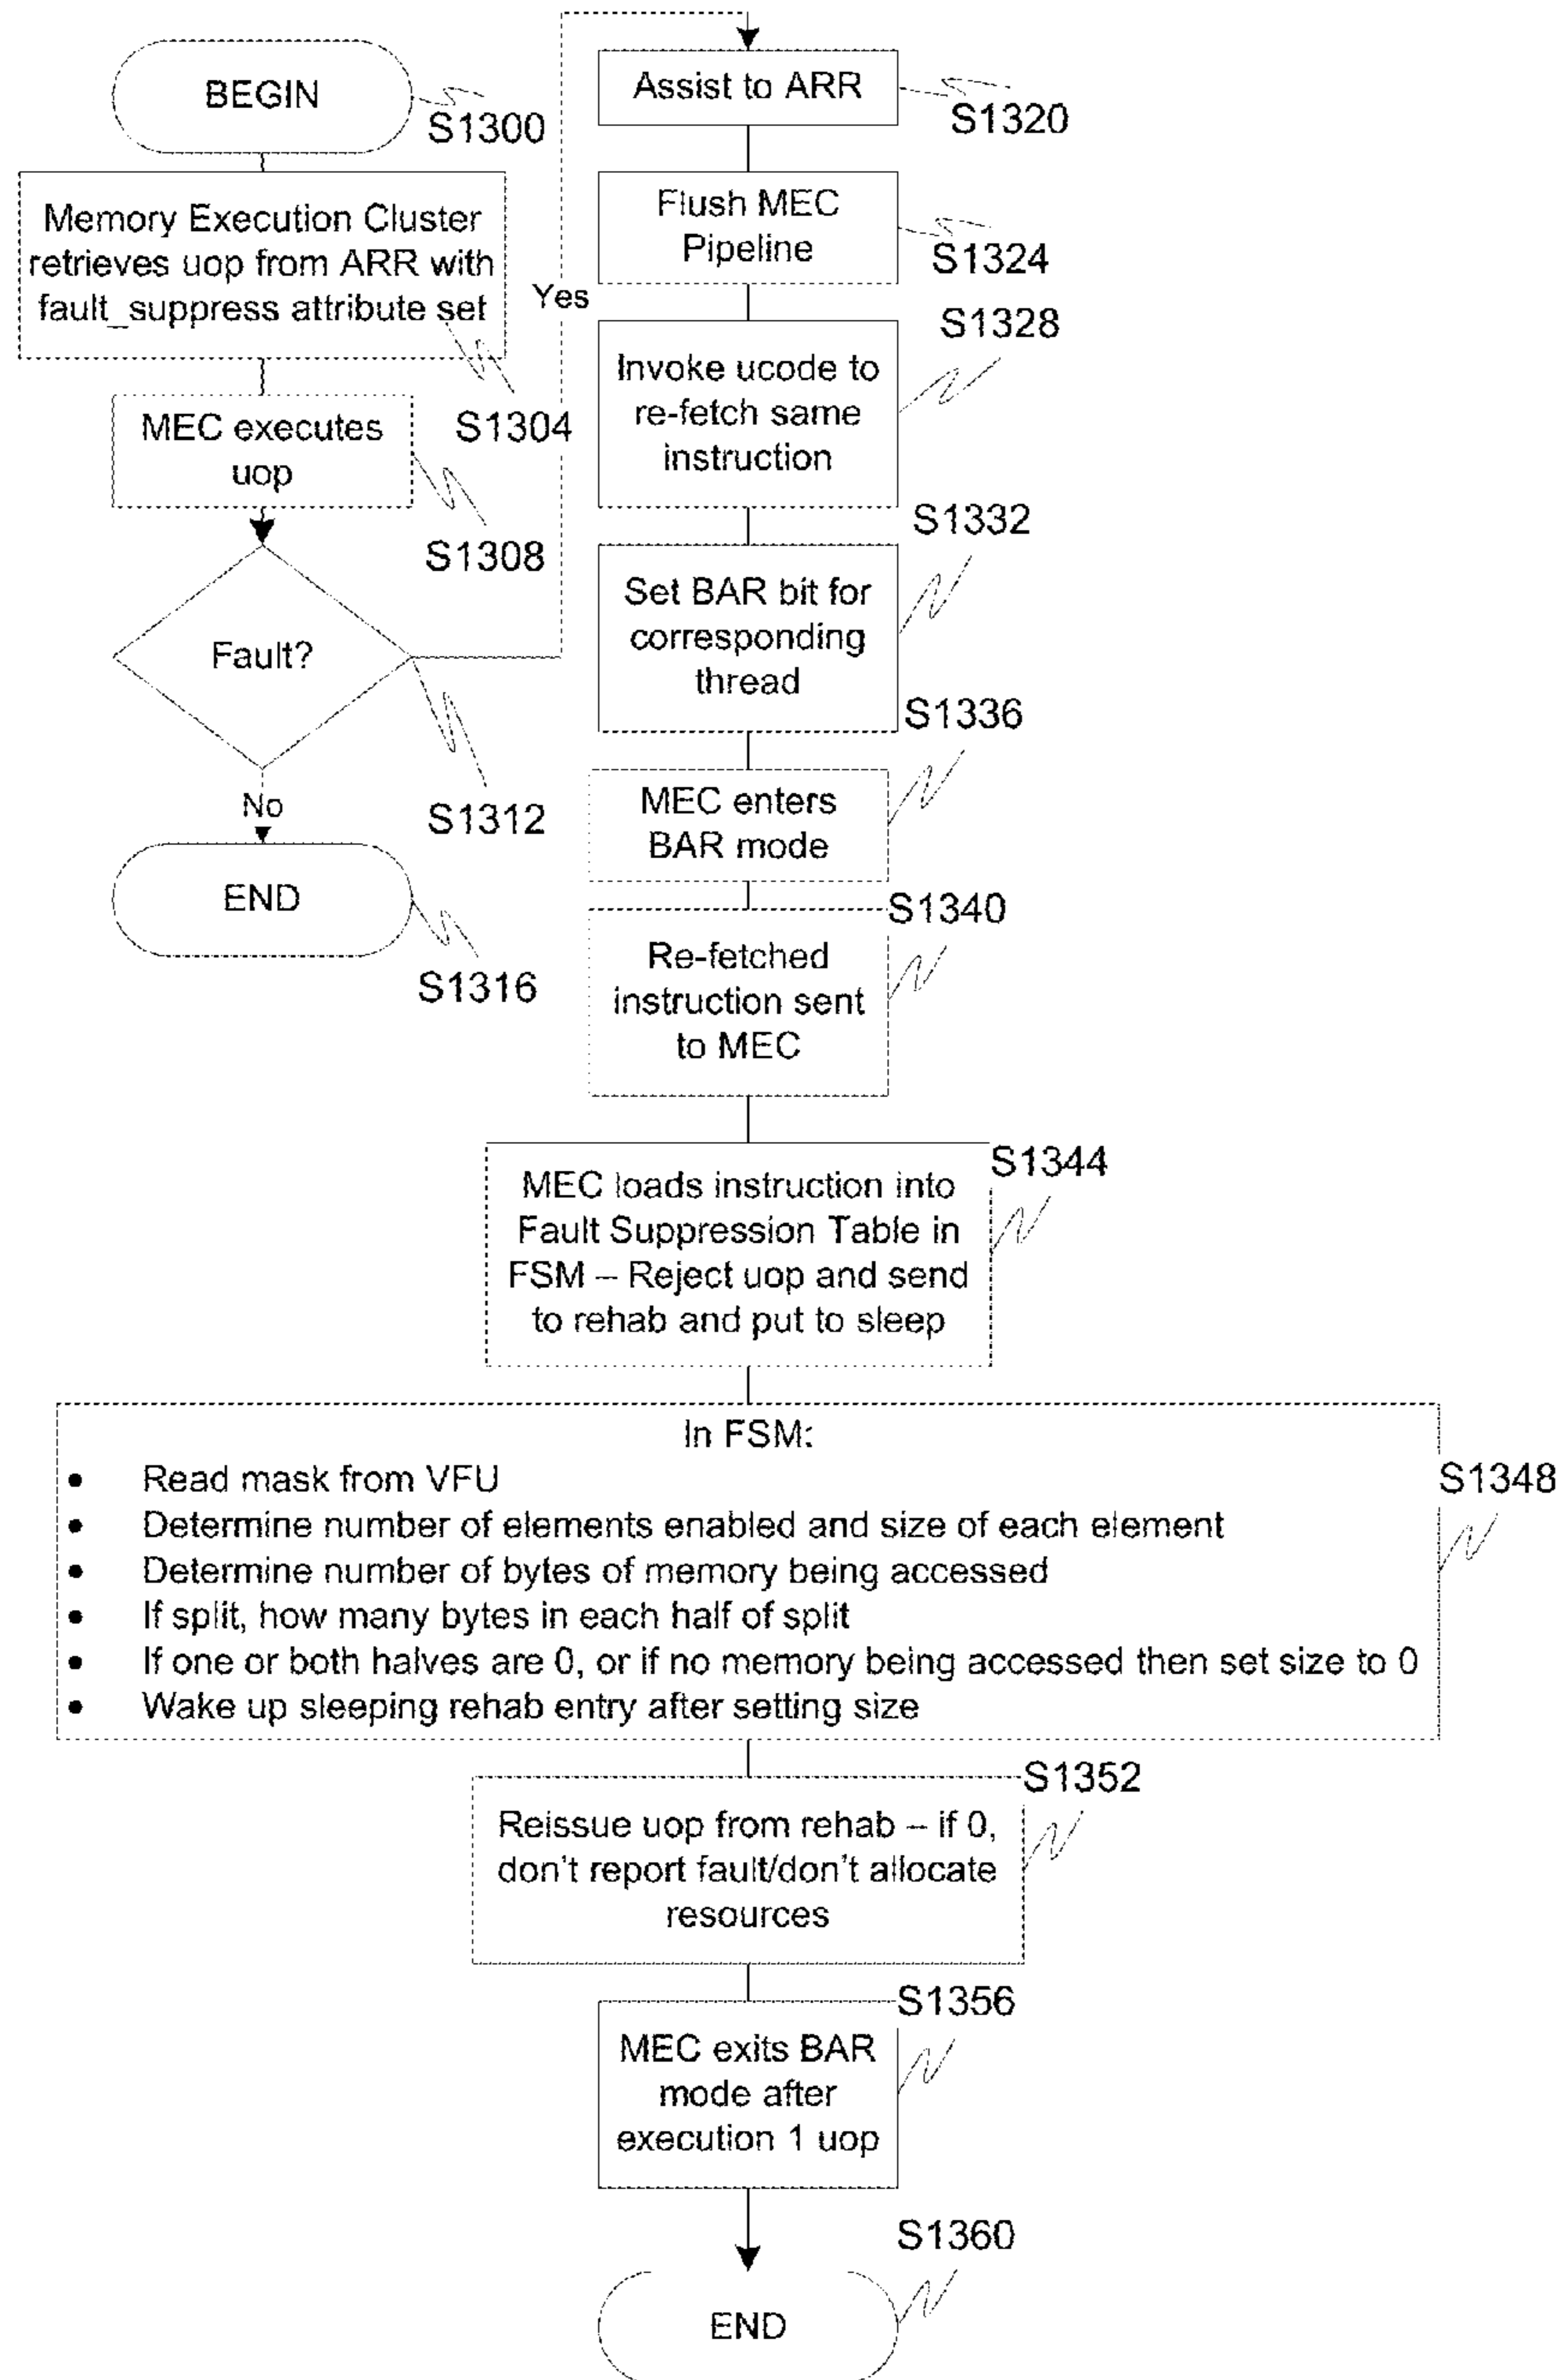 BEGIN
S1300
Memory Execution Cluster
retrieves uop from ARR with
fault_suppress attribute set
S1304
MEC executes
uop
S1308
Fault?
S1312
Yes
No
END
S1316
Assist to ARR
S1320
Flush MEC
Pipeline
S1324
Invoke ucode to
re-fetch same
instruction
S1328
Set BAR bit for
corresponding
thread
S1332
MEC enters
BAR mode
S1336
Re-fetched
instruction sent
to MEC
S1340
MEC loads instruction into
Fault Suppression Table in
FSM – Reject uop and send
to rehab and put to sleep
S1344
In FSM:
• Read mask from VFU
• Determine number of elements enabled and size of each element
• Determine number of bytes of memory being accessed
• If split, how many bytes in each half of split
• If one or both halves are 0, or if no memory being accessed then set size to 0
• Wake up sleeping rehab entry after setting size
S1348
Reissue uop from rehab – if 0,
don't report fault/don't allocate
resources
S1352
MEC exits BAR
mode after
execution 1 uop
S1356
END
S1360